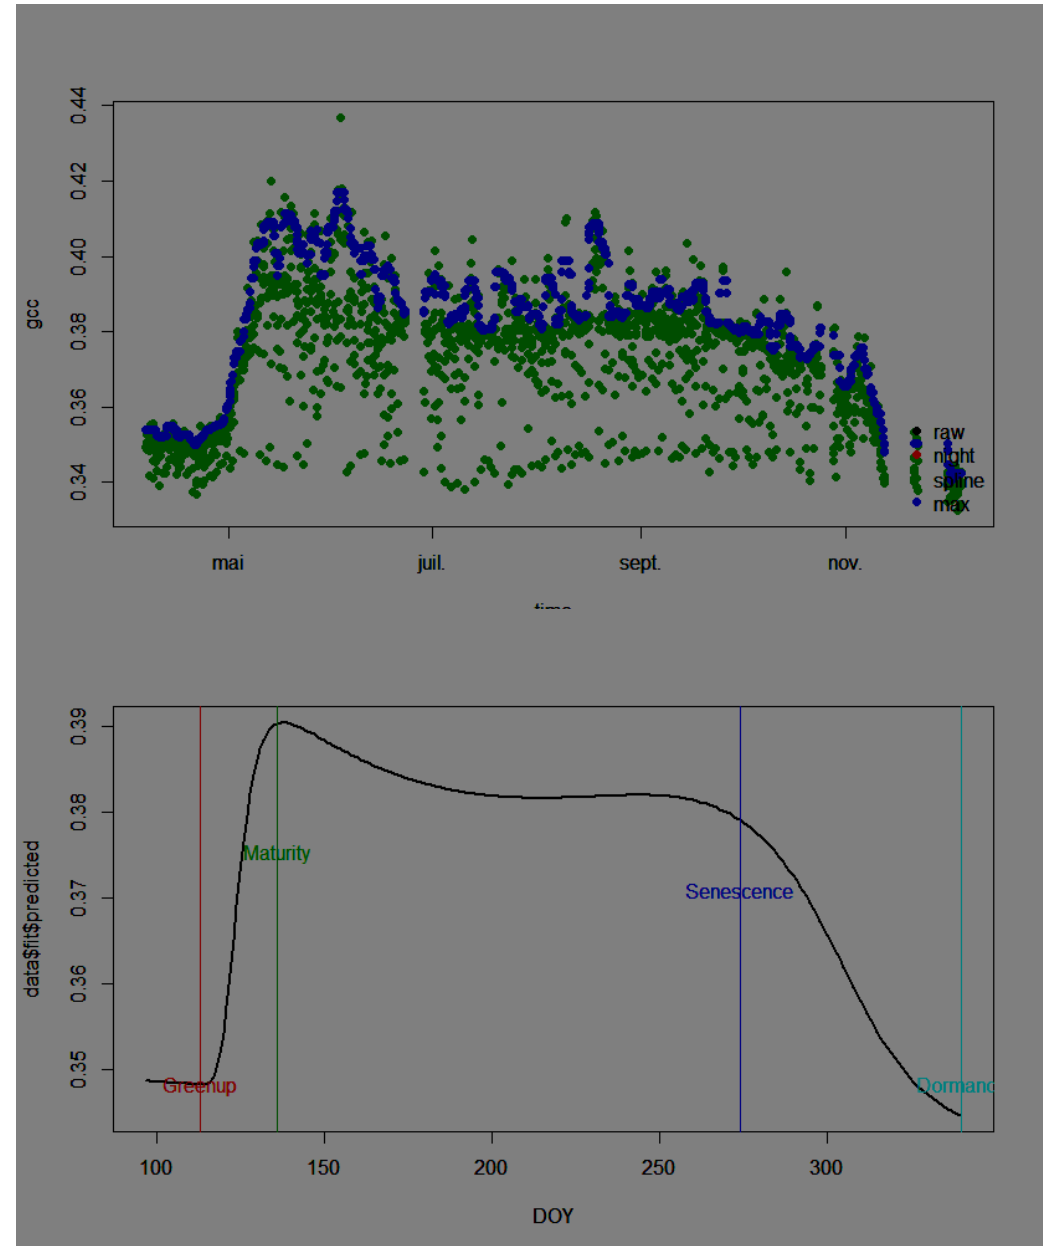 0.44
0.42
0.40
0.38
0.36
0.34
gcc
raw
night
spline
max
mai
juil.
sept.
nov.
time
0.39
0.38
0.37
0.36
0.35
data$fit$predicted
Maturity
Senescence
Greenup
Dormanc
100
150
200
250
300
DOY